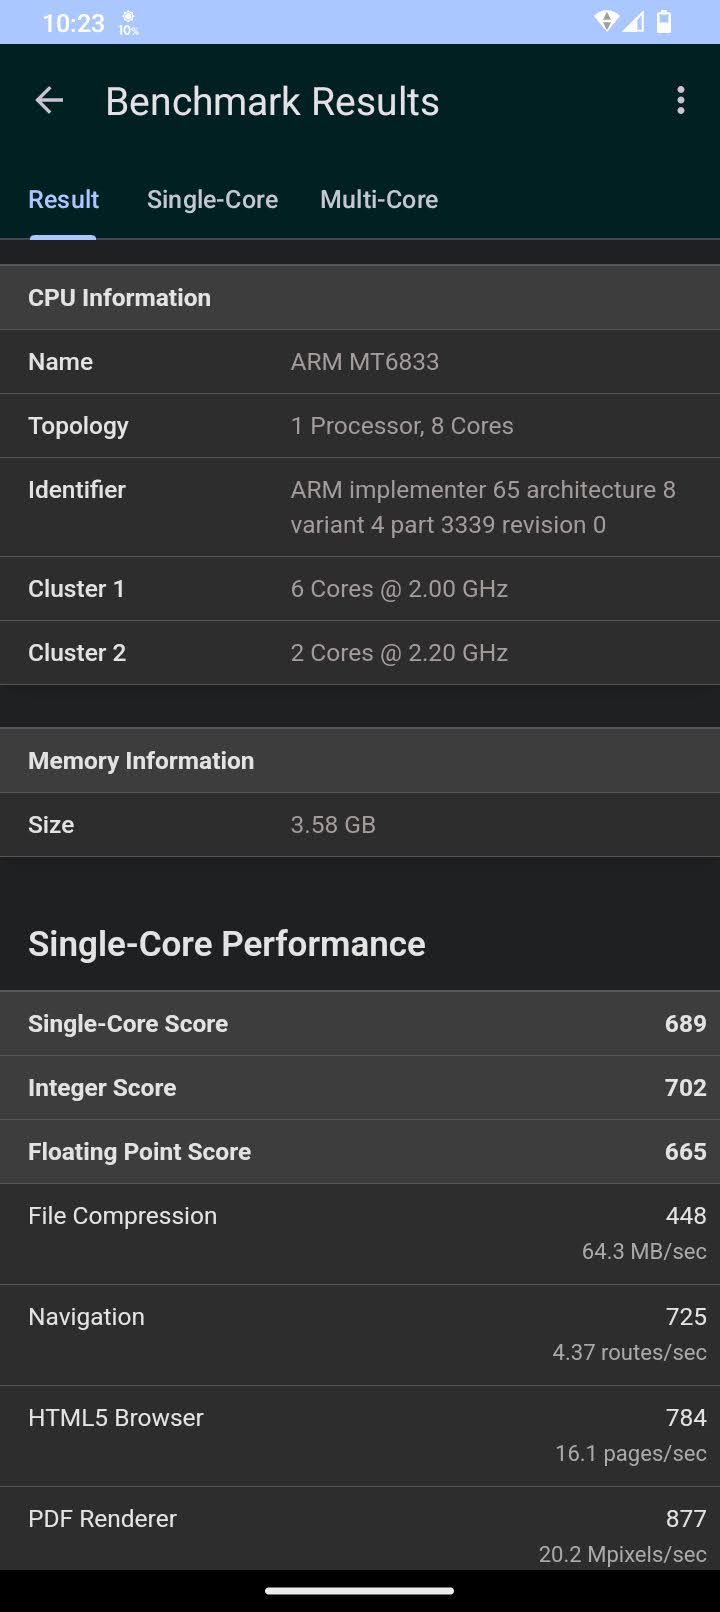 10:23
10%
Benchmark Results
Result Single-Core Multi-Core
CPU Information
Name ARM MT6833
Topology 1 Processor, 8 Cores
Identifier ARM implementer 65 architecture 8
variant 4 part 3339 revision 0
Cluster 1 6 Cores @ 2.00 GHz
Cluster 2 2 Cores @ 2.20 GHz
Memory Information
Size 3.58 GB
Single-Core Performance
Single-Core Score 689
Integer Score 702
Floating Point Score 665
File Compression 448
64.3 MB/sec
Navigation 725
4.37 routes/sec
HTML5 Browser 784
16.1 pages/sec
PDF Renderer 877
20.2 Mpixels/sec